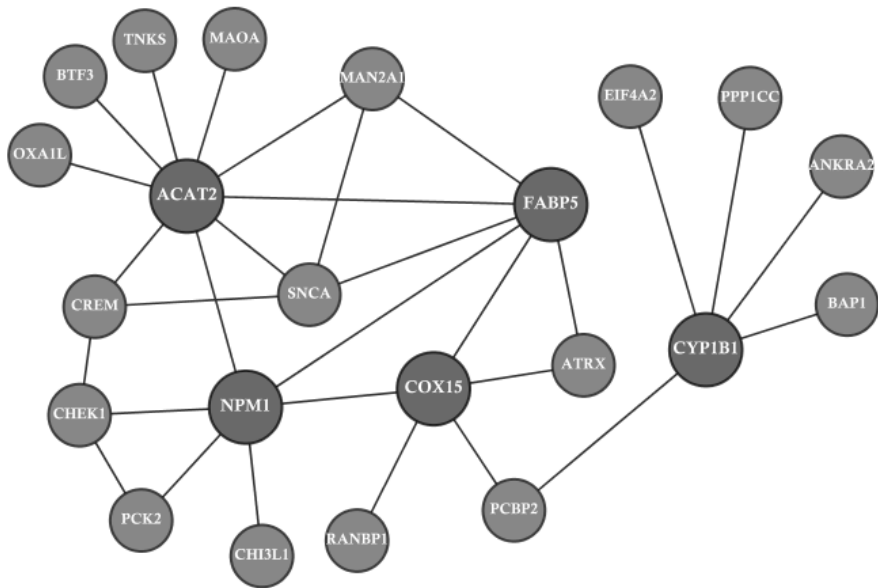 TNKS
MAOA
BTF3
MAN2A1
EIF4A2
PPP1CC
OXA1L
ANKRA2
ACAT2
FABP5
CREM
SNCA
BAP1
CYP1B1
ATRX
COX15
CHEK1
NPM1
PCBP2
PCK2
RANBP1
CHI3L1